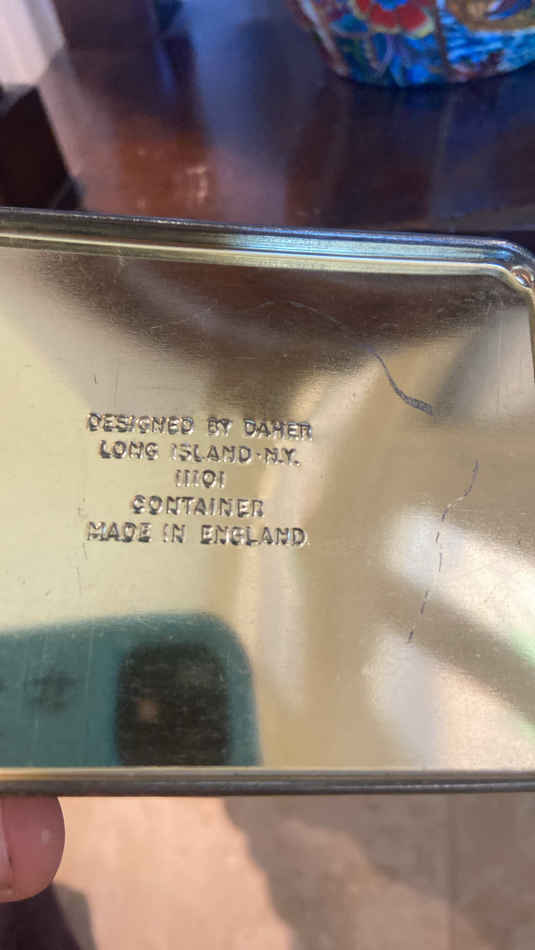 DESIGNED BY DAHER
LONG ISLAND·N.Y.
11101
CONTAINER
MADE IN ENGLAND